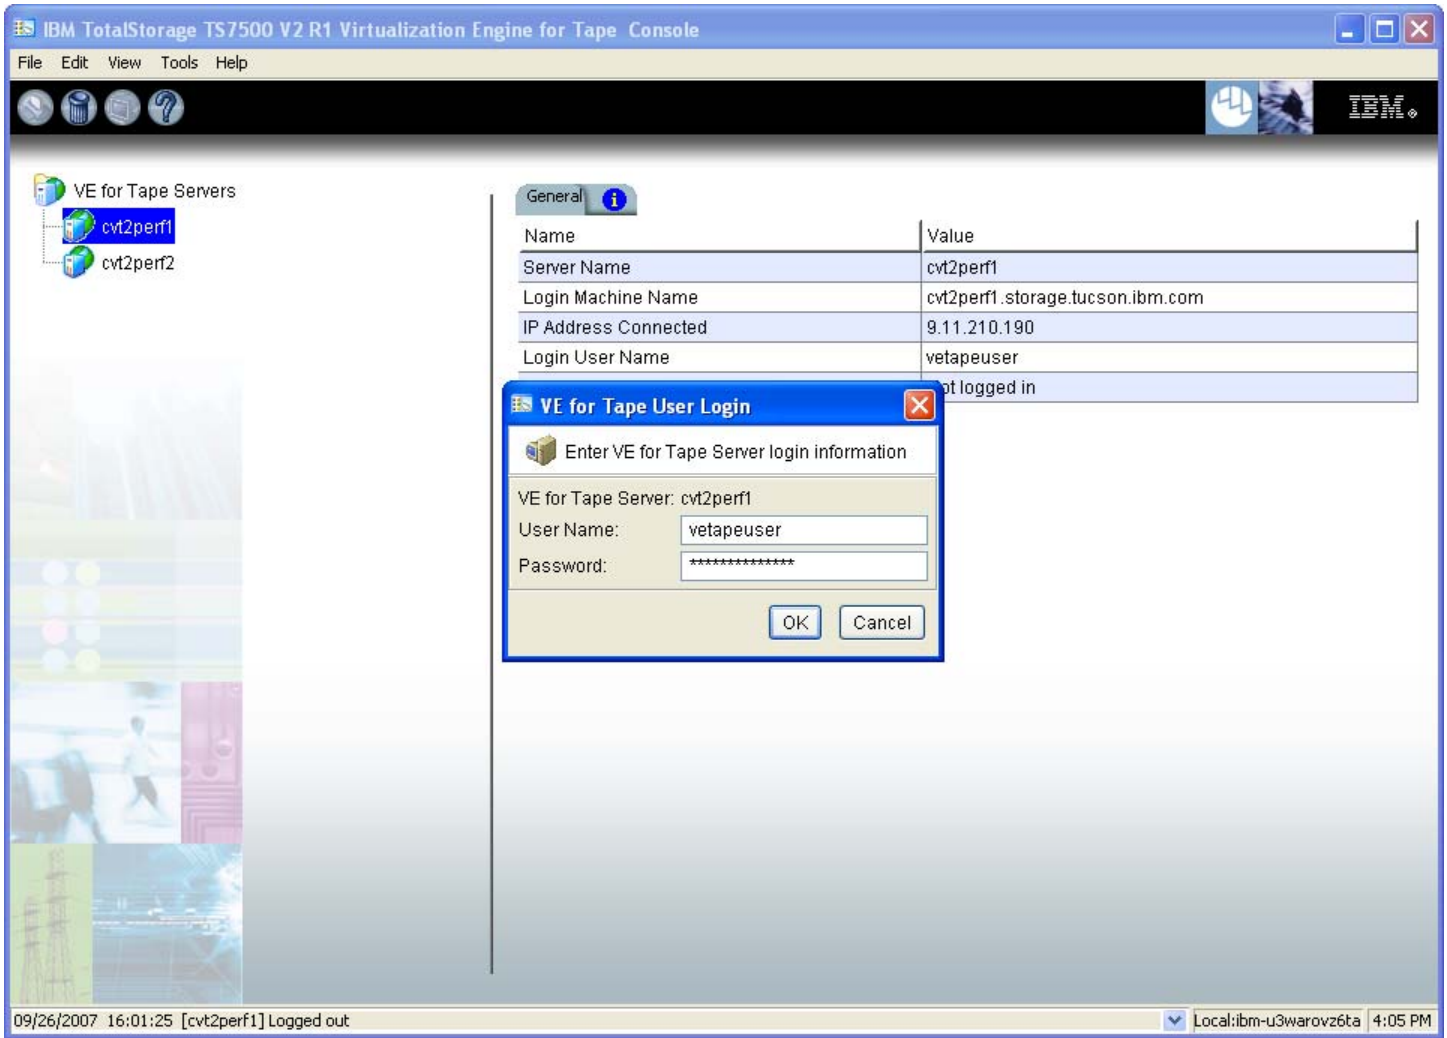 IBM TotalStorage TS7500 V2 R1 Virtualization Engine for Tape Console
File Edit View Tools Help
IBM
VE for Tape Servers
cvt2perf1
cvt2perf2
General
Name Value
Server Name cvt2perf1
Login Machine Name cvt2perf1.storage.tucson.ibm.com
IP Address Connected 9.11.210.190
Login User Name vetapeuser
logged in
VE for Tape User Login
Enter VE for Tape Server login information
VE for Tape Server: cvt2perf1
User Name: vetapeuser
Password: **************
OK Cancel
09/26/2007 16:01:25 [cvt2perf1] Logged out Local:ibm-u3warovz6ta 4:05 PM